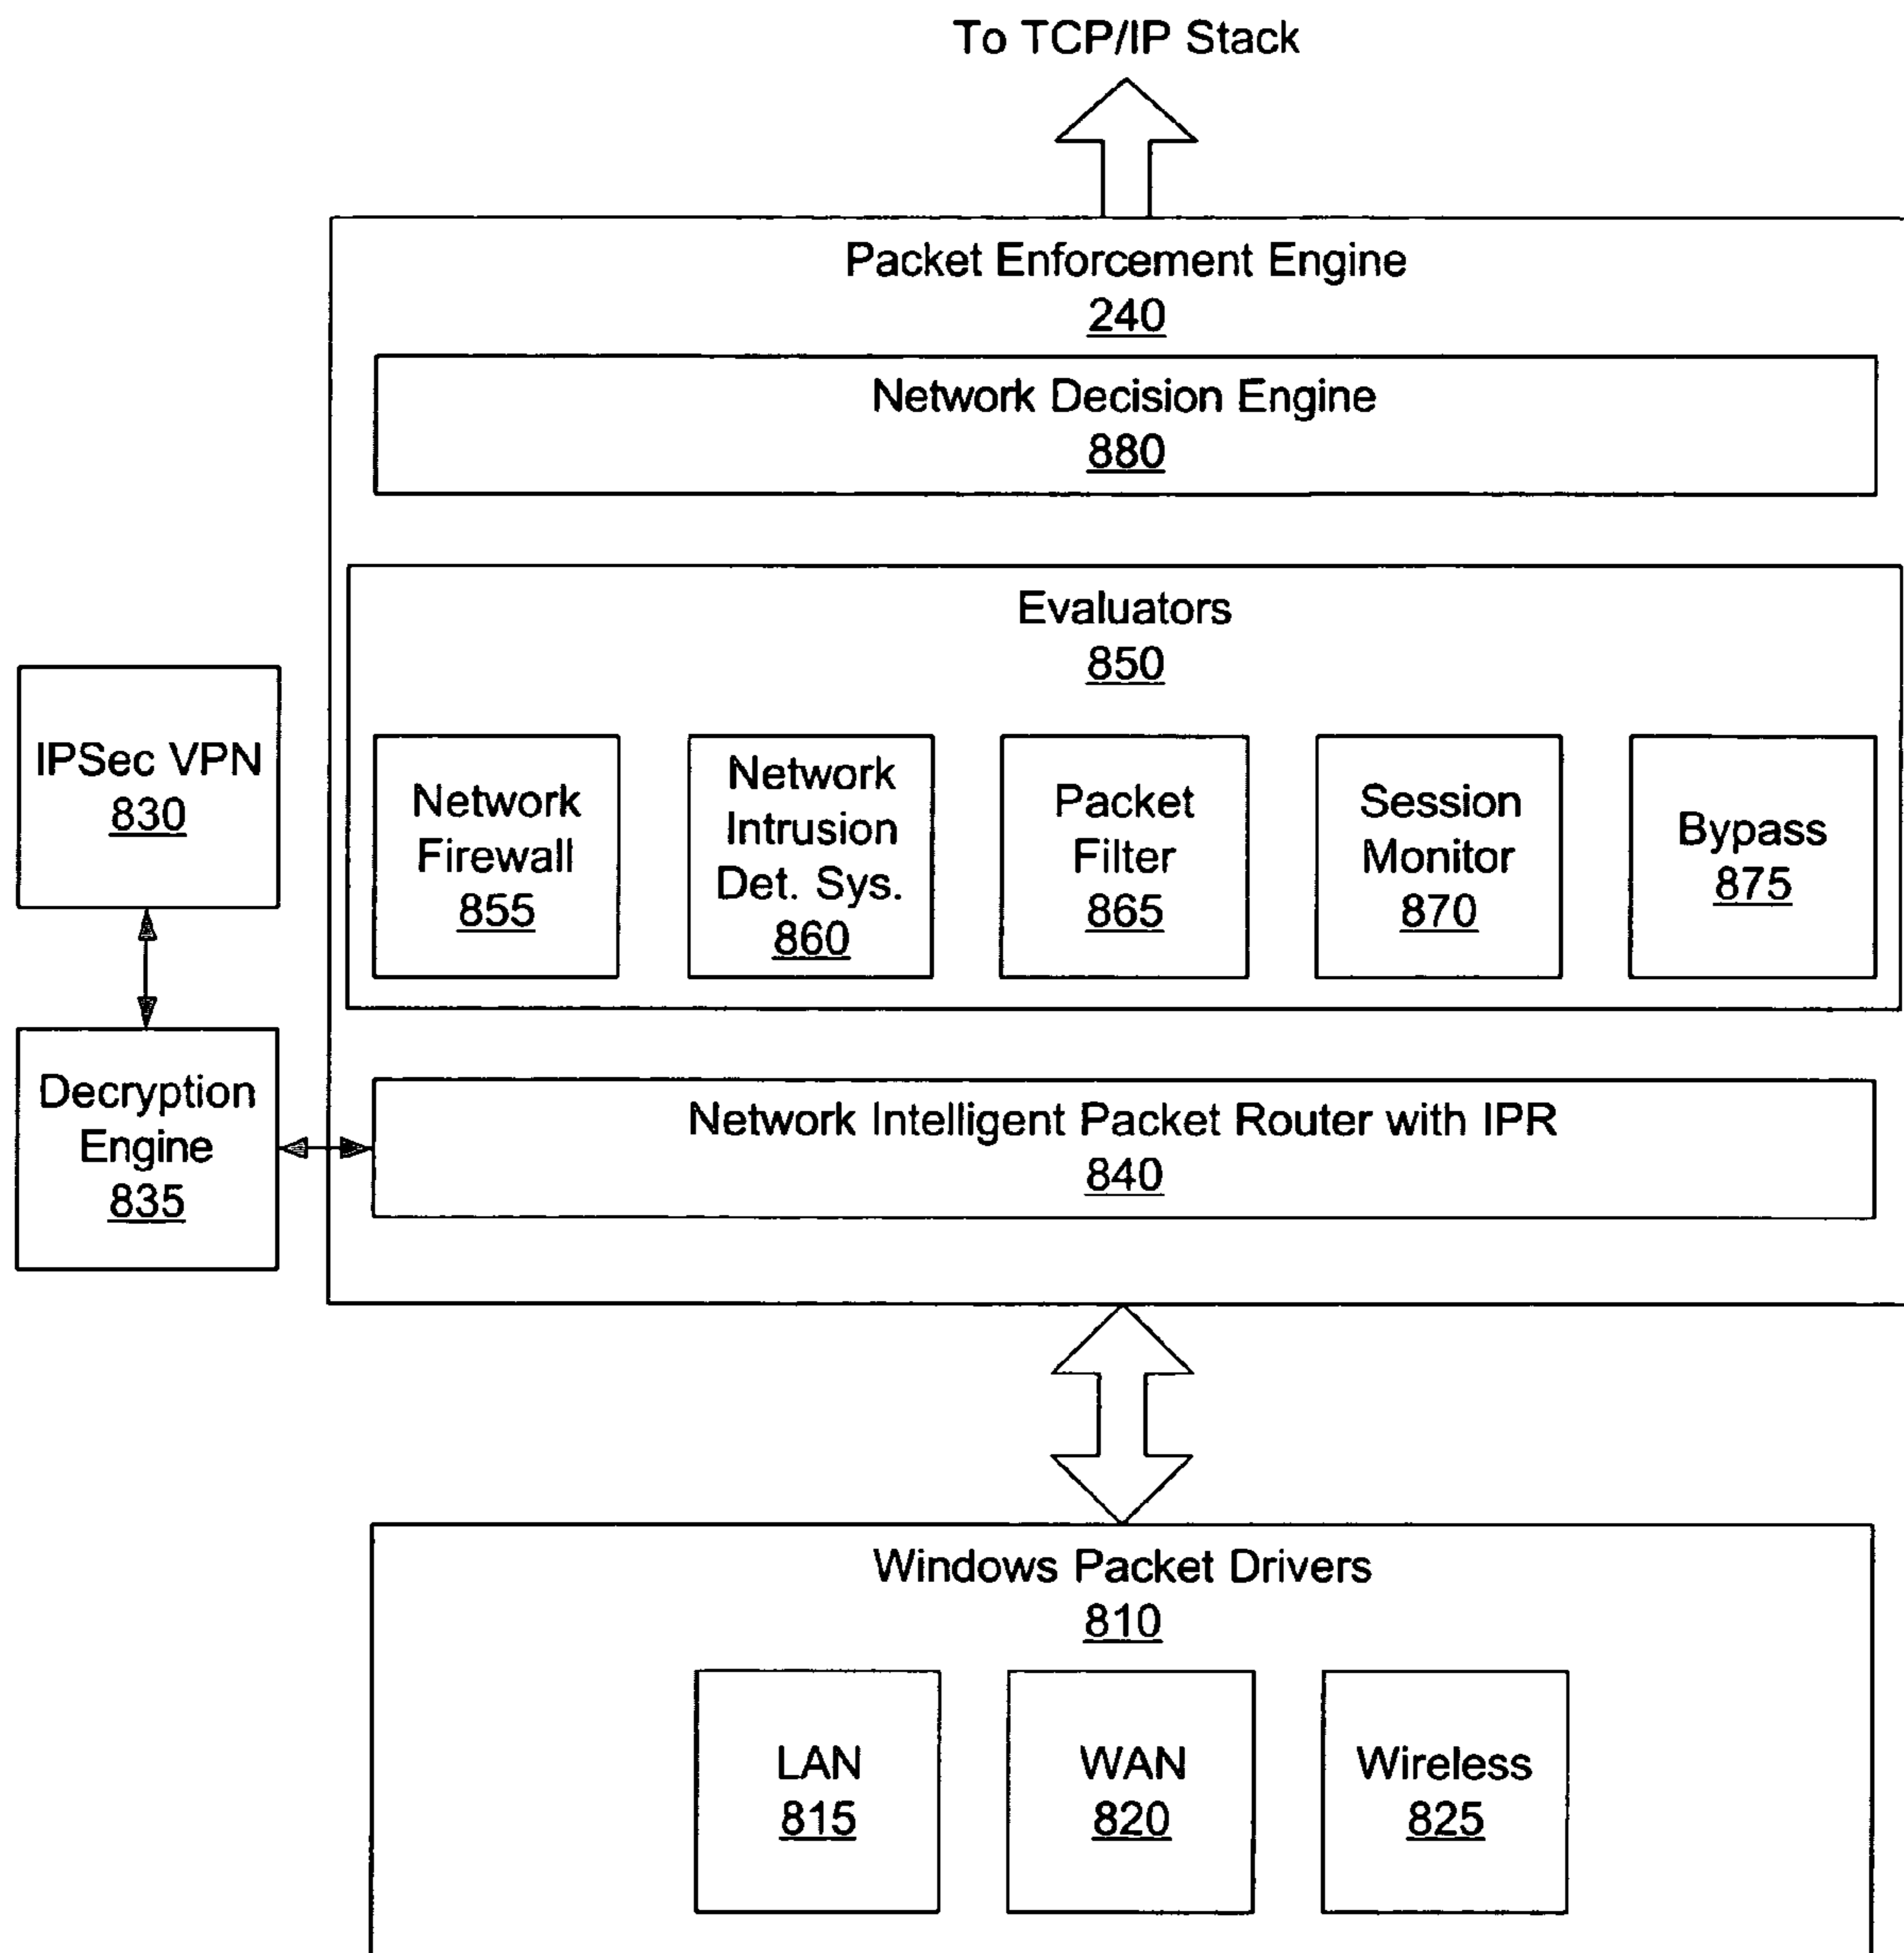 To TCP/IP Stack
Packet Enforcement Engine
240
Network Decision Engine
880
Evaluators
850
IPSec VPN
830
Network
Firewall
855
Network
Intrusion
Det. Sys.
860
Packet
Filter
865
Session
Monitor
870
Bypass
875
Decryption
Engine
835
Network Intelligent Packet Router with IPR
840
Windows Packet Drivers
810
LAN
815
WAN
820
Wireless
825